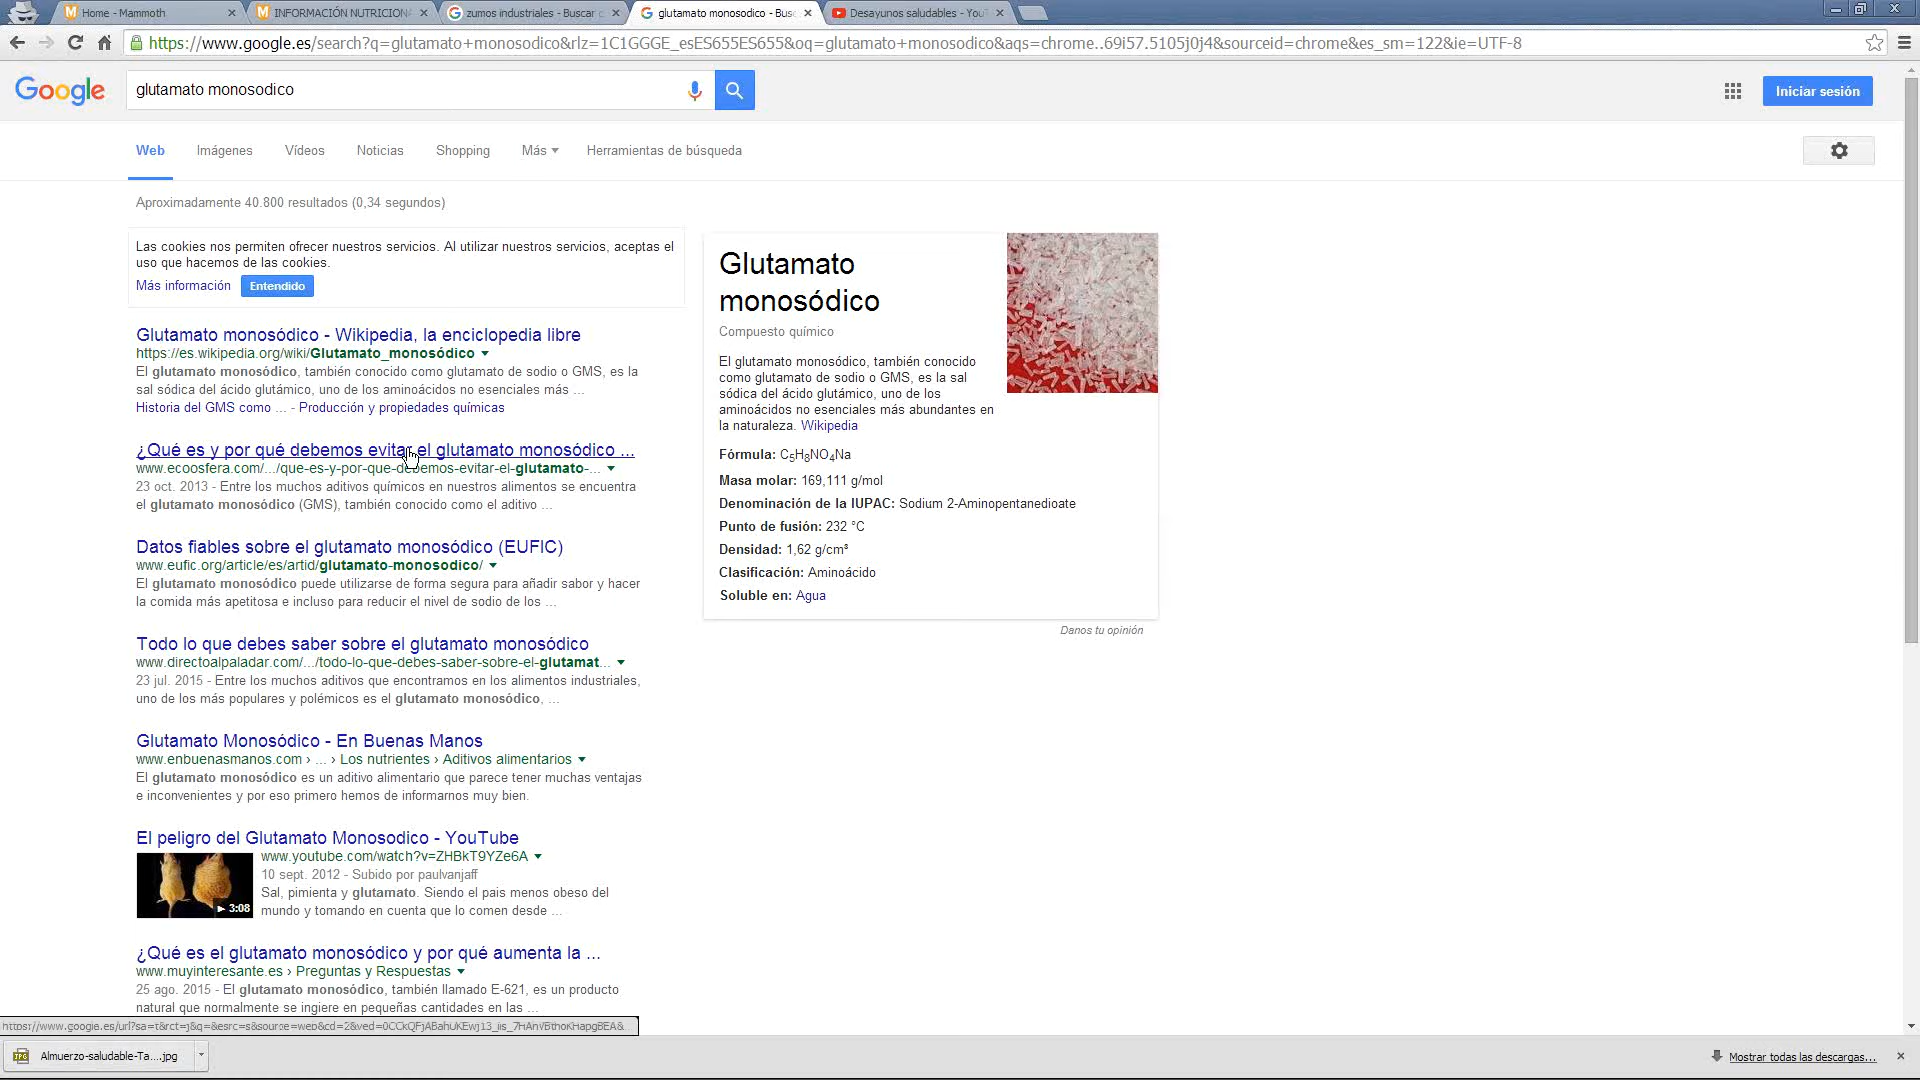 Home - Mammoth
INFORMACIÓN NUTRICION
zumos industriales - Buscar c
glutamato monosodico - Bus
Desayunos saludables - You
https://www.google.es/search?q=glutamato+monosodico&rlz=1C1GGGE_esES655ES655&oq=glutamato+monosodico&aqs=chrome..69i57.5105j0j4&sourceid=chrome&es_sm=122&ie=UTF-8
Google
glutamato monosodico
Iniciar sesión
Web
Imágenes
Vídeos
Noticias
Shopping
Más
Herramientas de búsqueda
Aproximadamente 40.800 resultados (0,34 segundos)
Las cookies nos permiten ofrecer nuestros servicios. Al utilizar nuestros servicios, aceptas el
uso que hacemos de las cookies.
Más información
Entendido
Glutamato monosódico - Wikipedia, la enciclopedia libre
https://es.wikipedia.org/wiki/Glutamato_monosódico
El glutamato monosódico, también conocido como glutamato de sodio o GMS, es la
sal sódica del ácido glutámico, uno de los aminoácidos no esenciales más ...
Historia del GMS como ... - Producción y propiedades químicas
¿Qué es y por qué debemos evitar el glutamato monosódico ...
www.ecoosfera.com/.../que-es-y-por-que-debemos-evitar-el-glutamato-...
23 oct. 2013 - Entre los muchos aditivos químicos en nuestros alimentos se encuentra
el glutamato monosódico (GMS), también conocido como el aditivo ...
Datos fiables sobre el glutamato monosódico (EUFIC)
www.eufic.org/article/es/artid/glutamato-monosodico/
El glutamato monosódico puede utilizarse de forma segura para añadir sabor y hacer
la comida más apetitosa e incluso para reducir el nivel de sodio de los ...
Todo lo que debes saber sobre el glutamato monosódico
www.directoalpaladar.com/.../todo-lo-que-debes-saber-sobre-el-glutamat...
23 jul. 2015 - Entre los muchos aditivos que encontramos en los alimentos industriales,
uno de los más populares y polémicos es el glutamato monosódico, ...
Glutamato Monosódico - En Buenas Manos
www.enbuenasmanos.com › ... › Los nutrientes › Aditivos alimentarios
El glutamato monosódico es un aditivo alimentario que parece tener muchas ventajas
e inconvenientes y por eso primero hemos de informarnos muy bien.
El peligro del Glutamato Monosodico - YouTube
www.youtube.com/watch?v=ZHBkT9YZe6A
10 sept. 2012 - Subido por paulvanjaff
Sal, pimienta y glutamato. Siendo el pais menos obeso del
mundo y tomando en cuenta que lo comen desde ...
3:08
¿Qué es el glutamato monosódico y por qué aumenta la ...
www.muyinteresante.es › Preguntas y Respuestas
25 ago. 2015 - El glutamato monosódico, también llamado E-621, es un producto
natural que normalmente se ingiere en pequeñas cantidades en las ...
Glutamato
monosódico
Compuesto químico
El glutamato monosódico, también conocido
como glutamato de sodio o GMS, es la sal
sódica del ácido glutámico, uno de los
aminoácidos no esenciales más abundantes en
la naturaleza. Wikipedia
Fórmula: C₅H₈NO₄Na
Masa molar: 169,111 g/mol
Denominación de la IUPAC: Sodium 2-Aminopentanedioate
Punto de fusión: 232 °C
Densidad: 1,62 g/cm³
Clasificación: Aminoácido
Soluble en: Agua
Danos tu opinión
Almuerzo-saludable-Ta....jpg
Mostrar todas las descargas...